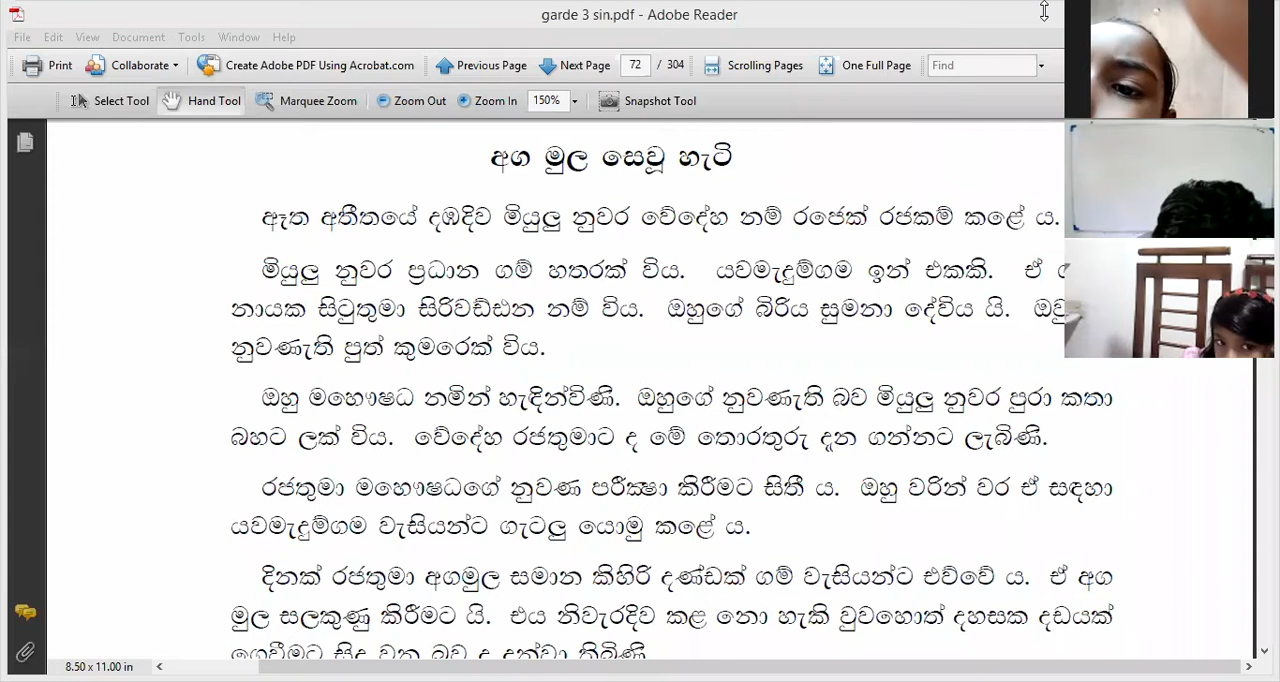 garde 3 sin.pdf - Adobe Reader
File Edit View Document Tools Window Help
Print Collaborate Create Adobe PDF Using Acrobat.com Previous Page Next Page 72 / 304 Scrolling Pages One Full Page Find
Select Tool Hand Tool Marquee Zoom Zoom Out Zoom In 150% Snapshot Tool
අග මුල සෙවූ හැටි
ඈත අතීතයේ දඹදිව මියුලු නුවර වේදේහ නම් රජෙක් රජකම් කළේ ය.
මියුලු නුවර ප්‍රධාන ගම් හතරක් විය. යවමැදුම්ගම ඉන් එකකි. ඒ
නායක සිටුතුමා සිරිවඩ්ඪන නම් විය. ඔහුගේ බිරිය සුමනා දේවිය යි.
නුවණැති පුත් කුමරෙක් විය.
ඔහු මහෞෂධ නමින් හැඳින්විණි. ඔහුගේ නුවණැති බව මියුලු නුවර පුරා කතා
බහට ලක් විය. වේදේහ රජතුමාට ද මේ තොරතුරු දැන ගන්නට ලැබිණි.
රජතුමා මහෞෂධගේ නුවණ පරීක්‍ෂා කිරීමට සිතී ය. ඔහු වරින් වර ඒ සඳහා
යවමැදුම්ගම වැසියන්ට ගැටලු යොමු කළේ ය.
දිනක් රජතුමා අගමුල සමාන කිහිරි දණ්ඩක් ගම් වැසියන්ට එව්වේ ය. ඒ අග
මුල සලකුණු කිරීමට යි. එය නිවැරදිව කළ නො හැකි වුවහොත් දහසක දඩයක්
ගෙවීමට සිදු වන බව ද දන්වා තිබිණි.
8.50 x 11.00 in